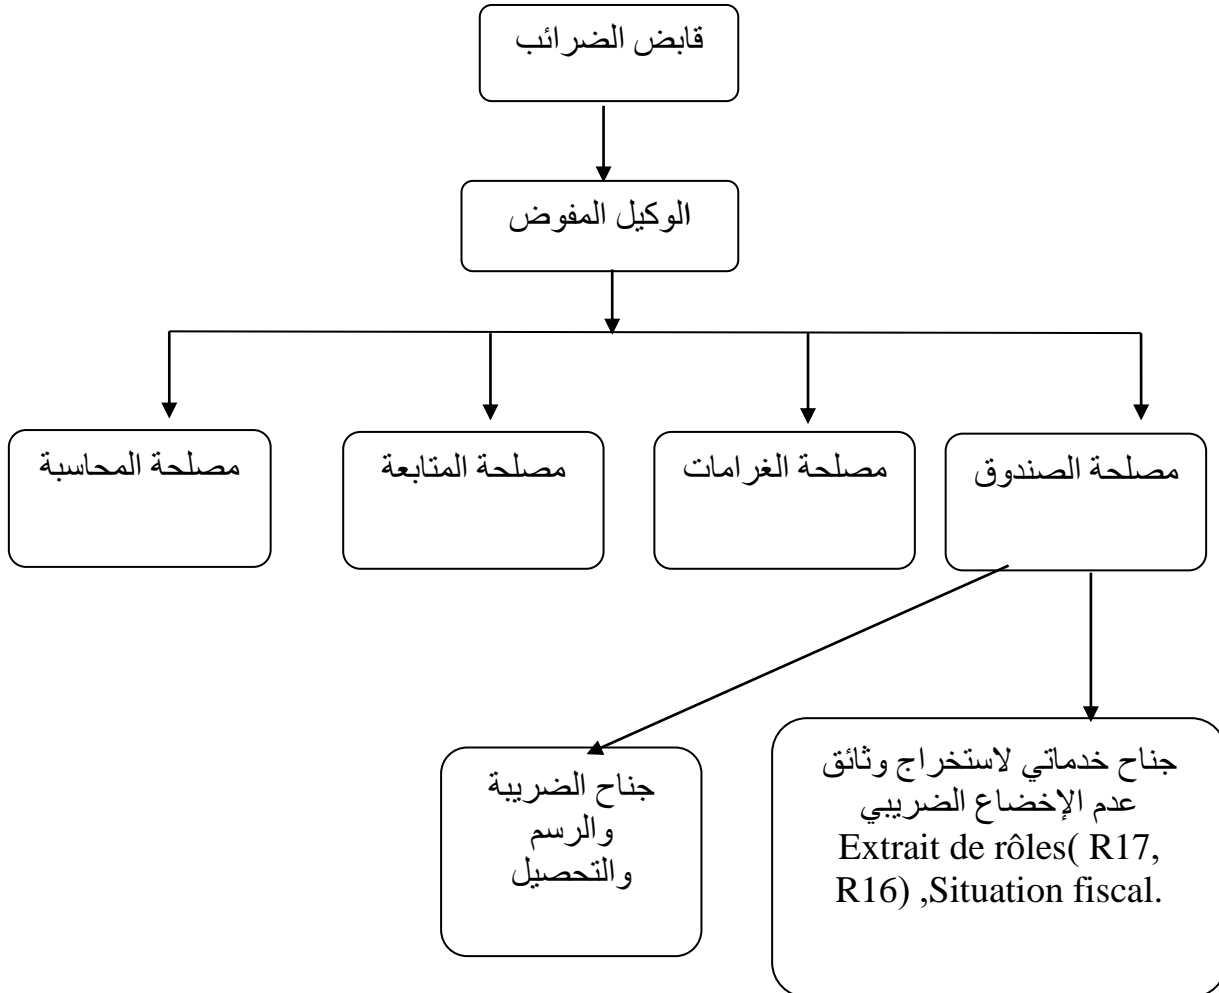 قابض الضرائب
الوكيل المفوض
مصلحة الصندوق
مصلحة الغرامات
مصلحة المتابعة
مصلحة المحاسبة
جناح خدماتي لاستخراج وثائق
عدم الإخضاع الضريبي
Extrait de rôles( R17,
R16) ,Situation fiscal.
جناح الضريبة
والرسم
والتحصيل